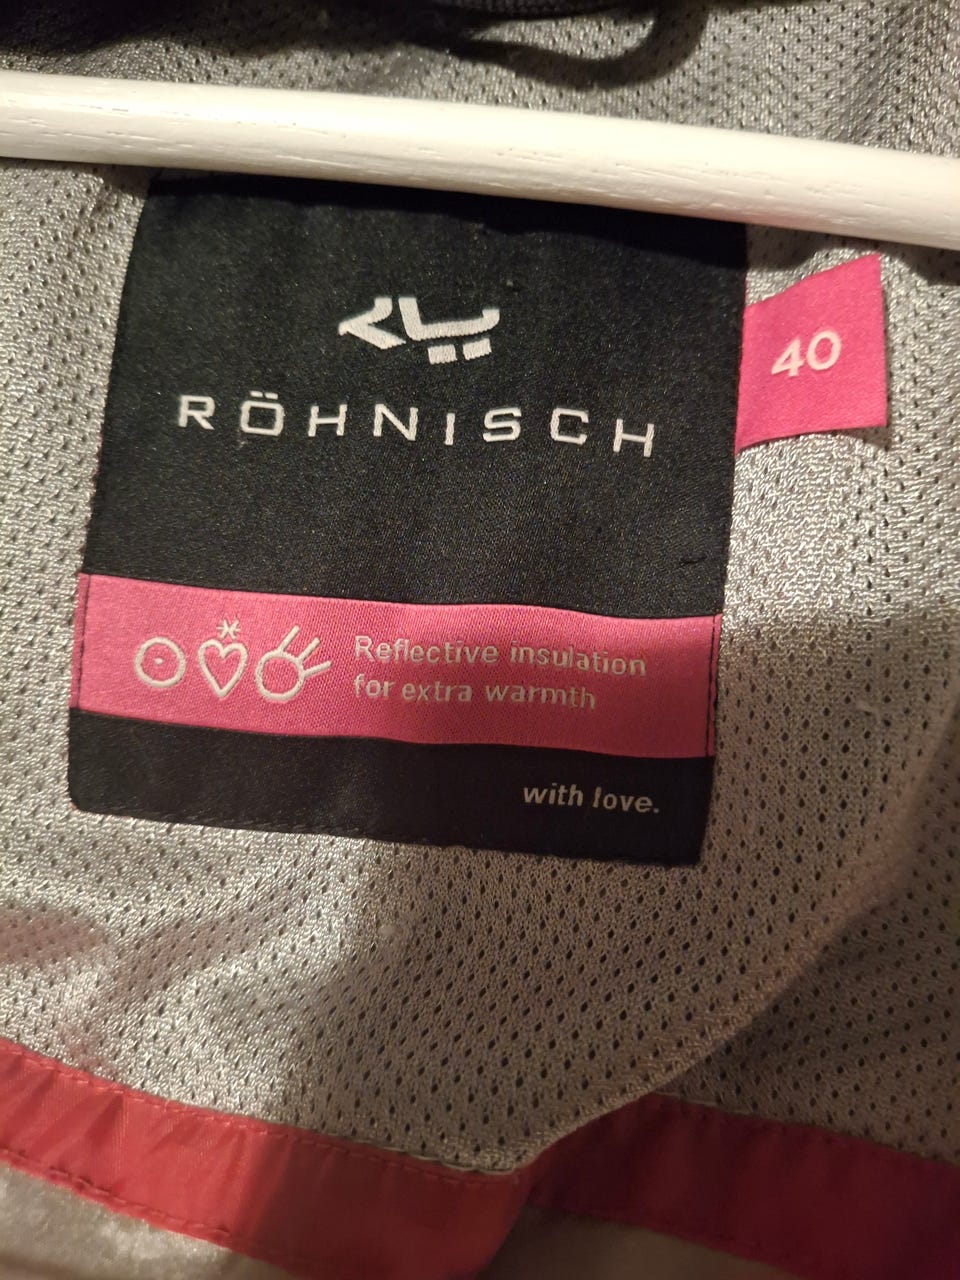 RÖHNISCH
40
Reflective insulation
for extra warmth
with love.